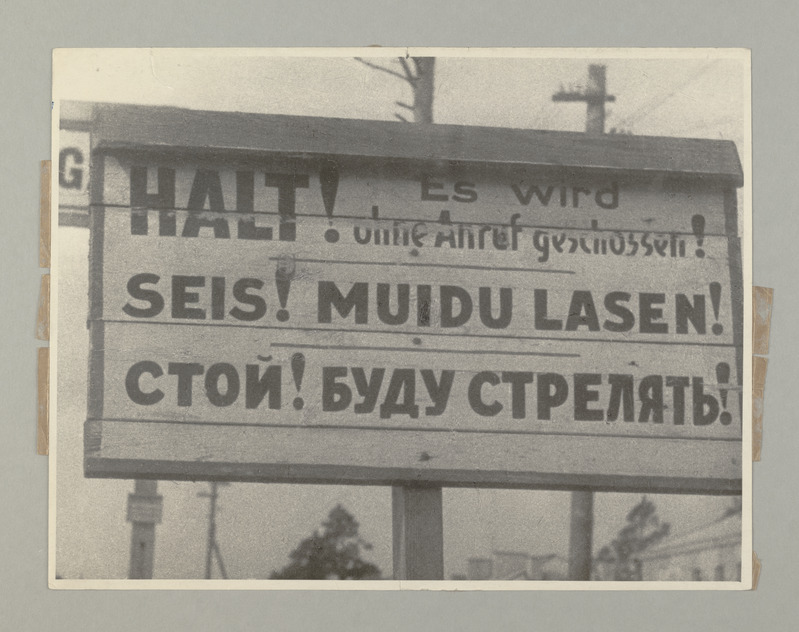 G
HALT! Es wird
ohne Anruf geschossen!
SEIS! MUIDU LASEN!
СТОЙ! БУДУ СТРЕЛЯТЬ!